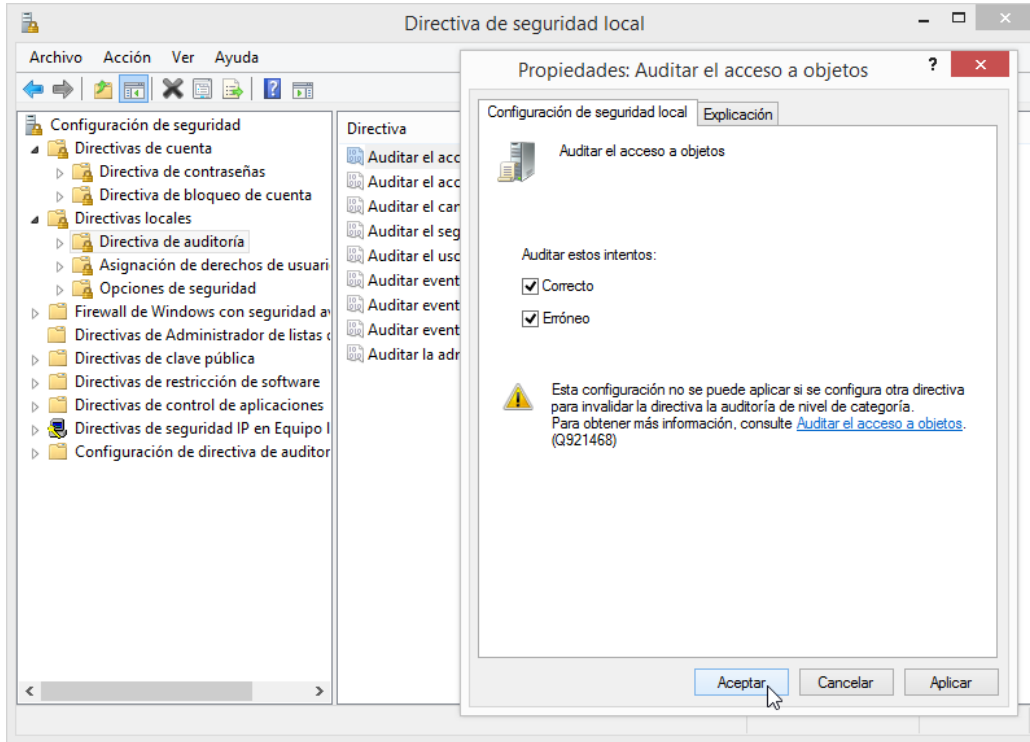 Directiva de seguridad local
Archivo Acción Ver Ayuda
Configuración de seguridad
Directivas de cuenta
Directiva de contraseñas
Directiva de bloqueo de cuenta
Directivas locales
Directiva de auditoría
Asignación de derechos de usuari
Opciones de seguridad
Firewall de Windows con seguridad av
Directivas de Administrador de listas d
Directivas de clave pública
Directivas de restricción de software
Directivas de control de aplicaciones
Directivas de seguridad IP en Equipo l
Configuración de directiva de auditor
Directiva
Auditar el acc
Auditar el acc
Auditar el car
Auditar el seg
Auditar el uso
Auditar event
Auditar event
Auditar event
Auditar la adr
Propiedades: Auditar el acceso a objetos
Configuración de seguridad local Explicación
Auditar el acceso a objetos
Auditar estos intentos:
Correcto
Erróneo
Esta configuración no se puede aplicar si se configura otra directiva
para invalidar la directiva la auditoría de nivel de categoría.
Para obtener más información, consulte Auditar el acceso a objetos.
(Q921468)
Aceptar Cancelar Aplicar